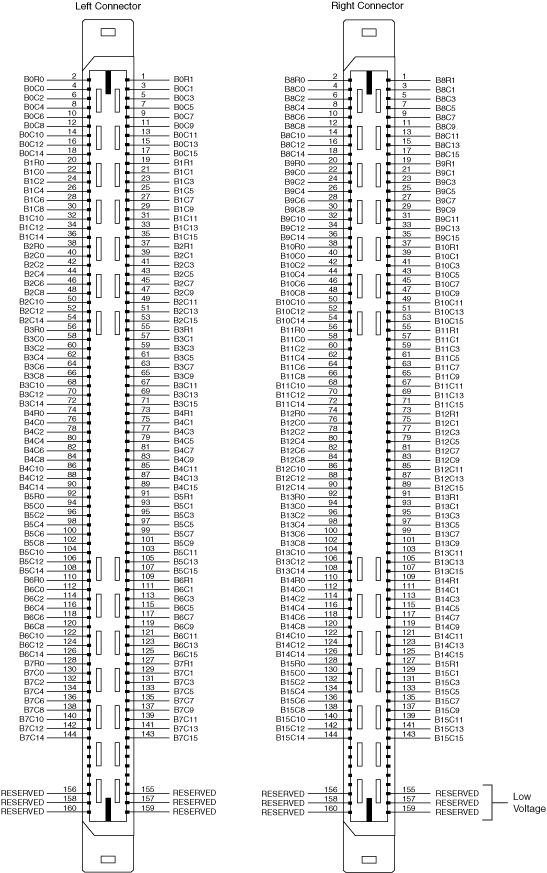 Left Connector
B0R0 2 1 B0R1
B0C0 4 3 B0C1
B0C2 6 5 B0C3
B0C4 8 7 B0C5
B0C6 10 9 B0C7
B0C8 12 11 B0C9
B0C10 14 13 B0C11
B0C12 16 15 B0C13
B0C14 18 17 B0C15
B1R0 20 19 B1R1
B1C0 22 21 B1C1
B1C2 24 23 B1C3
B1C4 26 25 B1C5
B1C6 28 27 B1C7
B1C8 30 29 B1C9
B1C10 32 31 B1C11
B1C12 34 33 B1C13
B1C14 36 35 B1C15
B2R0 38 37 B2R1
B2C0 40 39 B2C1
B2C2 42 41 B2C3
B2C4 44 43 B2C5
B2C6 46 45 B2C7
B2C8 48 47 B2C9
B2C10 50 49 B2C11
B2C12 52 51 B2C13
B2C14 54 53 B2C15
B3R0 56 55 B3R1
B3C0 58 57 B3C1
B3C2 60 59 B3C3
B3C4 62 61 B3C5
B3C6 64 63 B3C7
B3C8 66 65 B3C9
B3C10 68 67 B3C11
B3C12 70 69 B3C13
B3C14 72 71 B3C15
B4R0 74 73 B4R1
B4C0 76 75 B4C1
B4C2 78 77 B4C3
B4C4 80 79 B4C5
B4C6 82 81 B4C7
B4C8 84 83 B4C9
B4C10 86 85 B4C11
B4C12 88 87 B4C13
B4C14 90 89 B4C15
B5R0 92 91 B5R1
B5C0 94 93 B5C1
B5C2 96 95 B5C3
B5C4 98 97 B5C5
B5C6 100 99 B5C7
B5C8 102 101 B5C9
B5C10 104 103 B5C11
B5C12 106 105 B5C13
B5C14 108 107 B5C15
B6R0 110 109 B6R1
B6C0 112 111 B6C1
B6C2 114 113 B6C3
B6C4 116 115 B6C5
B6C6 118 117 B6C7
B6C8 120 119 B6C9
B6C10 122 121 B6C11
B6C12 124 123 B6C13
B6C14 126 125 B6C15
B7R0 128 127 B7R1
B7C0 130 129 B7C1
B7C2 132 131 B7C3
B7C4 134 133 B7C5
B7C6 136 135 B7C7
B7C8 138 137 B7C9
B7C10 140 139 B7C11
B7C12 142 141 B7C13
B7C14 144 143 B7C15
RESERVED 156 155 RESERVED
RESERVED 158 157 RESERVED
RESERVED 160 159 RESERVED
Right Connector
B8R0 2 1 B8R1
B8C0 4 3 B8C1
B8C2 6 5 B8C3
B8C4 8 7 B8C5
B8C6 10 9 B8C7
B8C8 12 11 B8C9
B8C10 14 13 B8C11
B8C12 16 15 B8C13
B8C14 18 17 B8C15
B9R0 20 19 B9R1
B9C0 22 21 B9C1
B9C2 24 23 B9C3
B9C4 26 25 B9C5
B9C6 28 27 B9C7
B9C8 30 29 B9C9
B9C10 32 31 B9C11
B9C12 34 33 B9C13
B9C14 36 35 B9C15
B10R0 38 37 B10R1
B10C0 40 39 B10C1
B10C2 42 41 B10C3
B10C4 44 43 B10C5
B10C6 46 45 B10C7
B10C8 48 47 B10C9
B10C10 50 49 B10C11
B10C12 52 51 B10C13
B10C14 54 53 B10C15
B11R0 56 55 B11R1
B11C0 58 57 B11C1
B11C2 60 59 B11C3
B11C4 62 61 B11C5
B11C6 64 63 B11C7
B11C8 66 65 B11C9
B11C10 68 67 B11C11
B11C12 70 69 B11C13
B11C14 72 71 B11C15
B12R0 74 73 B12R1
B12C0 76 75 B12C1
B12C2 78 77 B12C3
B12C4 80 79 B12C5
B12C6 82 81 B12C7
B12C8 84 83 B12C9
B12C10 86 85 B12C11
B12C12 88 87 B12C13
B12C14 90 89 B12C15
B13R0 92 91 B13R1
B13C0 94 93 B13C1
B13C2 96 95 B13C3
B13C4 98 97 B13C5
B13C6 100 99 B13C7
B13C8 102 101 B13C9
B13C10 104 103 B13C11
B13C12 106 105 B13C13
B13C14 108 107 B13C15
B14R0 110 109 B14R1
B14C0 112 111 B14C1
B14C2 114 113 B14C3
B14C4 116 115 B14C5
B14C6 118 117 B14C7
B14C8 120 119 B14C9
B14C10 122 121 B14C11
B14C12 124 123 B14C13
B14C14 126 125 B14C15
B15R0 128 127 B15R1
B15C0 130 129 B15C1
B15C2 132 131 B15C3
B15C4 134 133 B15C5
B15C6 136 135 B15C7
B15C8 138 137 B15C9
B15C10 140 139 B15C11
B15C12 142 141 B15C13
B15C14 144 143 B15C15
RESERVED 156 155 RESERVED
RESERVED 158 157 RESERVED
RESERVED 160 159 RESERVED
Low
Voltage